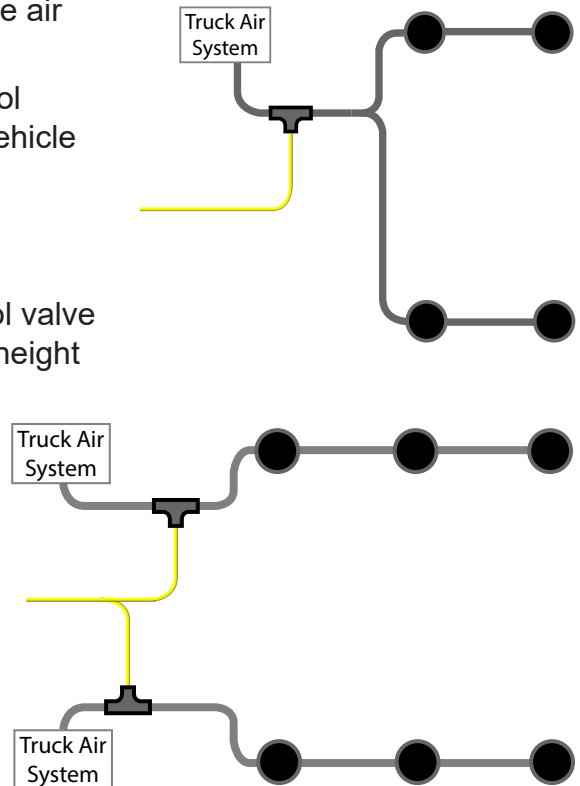 e air
ol
ehicle
ol valve
height
Truck Air
System
Truck Air
System
Truck Air
System